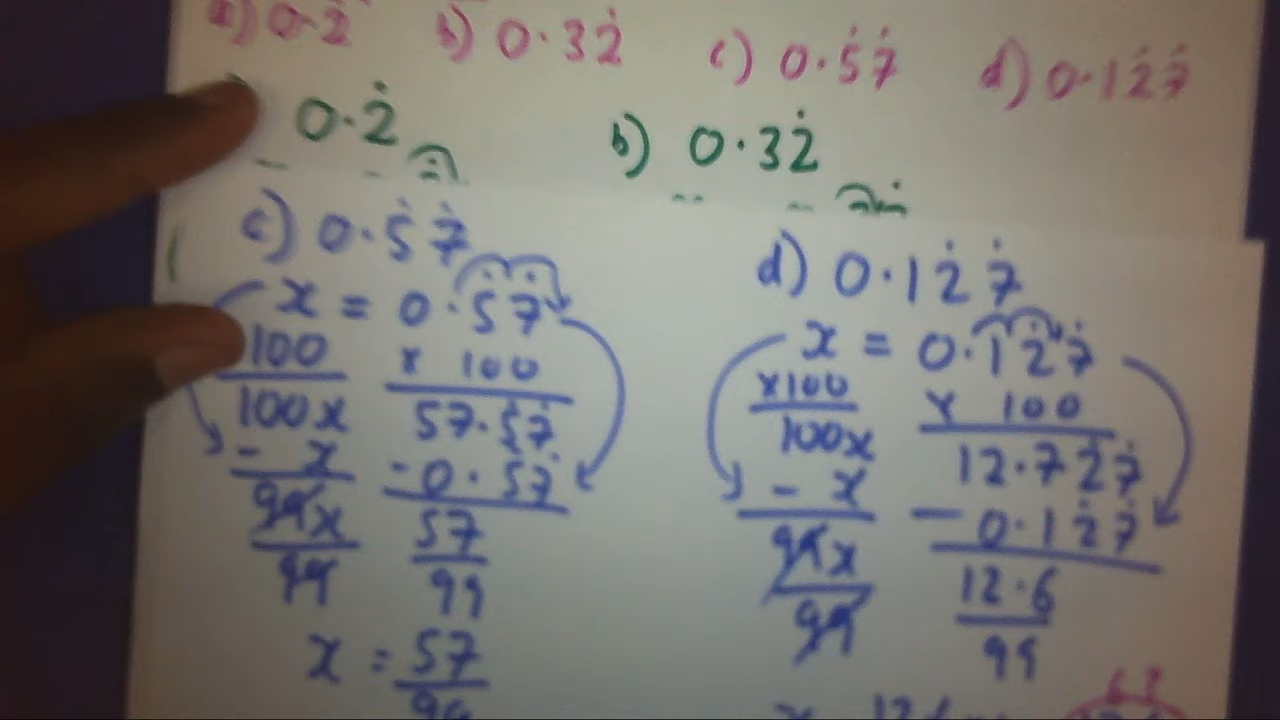 a) 0.2̇ b) 0.32̇ c) 0.5̇7̇ d) 0.12̇7̇
0.2̇ b) 0.32̇
c) 0.5̇7̇
x = 0.5̇7̇
100 x 100
100x 57.5̇7̇
- x -0.5̇7̇
99x 57
99 99
x = 57
99
d) 0.12̇7̇
x = 0.12̇7̇
x100 x 100
100x 12.72̇7̇
- x - 0.12̇7̇
99x 12.6
99 99